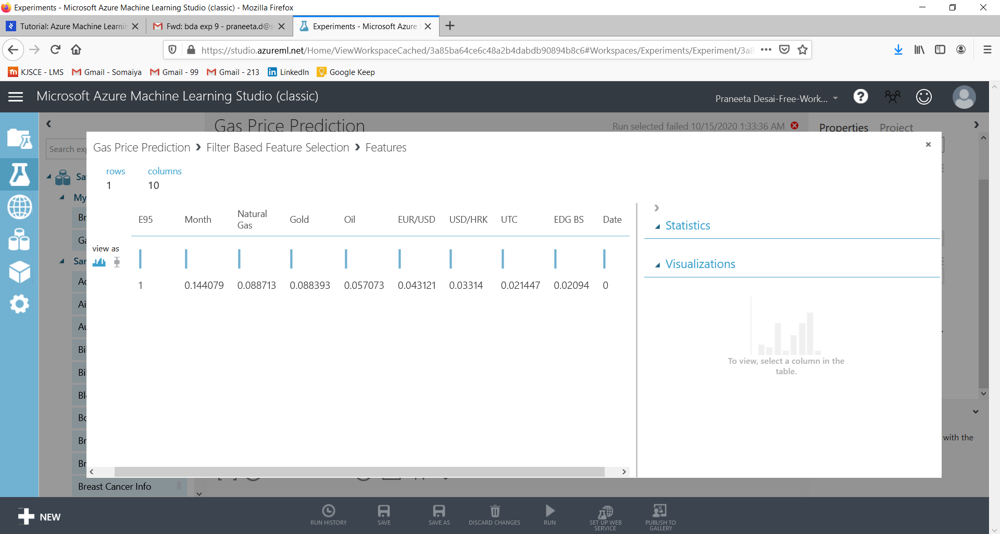 Experiments - Microsoft Azure Machine Learning Studio (classic) - Mozilla Firefox
Tutorial: Azure Machine Learnin
Fwd: bda exp 9 - praneeta.d@s
Experiments - Microsoft Azure
https://studio.azureml.net/Home/ViewWorkspaceCached/3a85ba64ce6c48a2b4dabdb90894b8c6#Workspaces/Experiments/Experiment/3a8
KJSCE - LMS
Gmail - Somaiya
Gmail - 99
Gmail - 213
LinkedIn
Google Keep
Microsoft Azure Machine Learning Studio (classic)
Praneeta Desai-Free-Work...
Gas Price Prediction
Run selected failed 10/15/2020 1:33:36 AM
Properties Project
Search exp
Gas Price Prediction › Filter Based Feature Selection › Features
rows columns
1 10
E95 Month Natural Gas Gold Oil EUR/USD USD/HRK UTC EDG BS Date
view as
1 0.144079 0.088713 0.088393 0.057073 0.043121 0.03314 0.021447 0.02094 0
Statistics
Visualizations
To view, select a column in the
table.
Sa
My
Br
Ga
Sar
Ac
Ai
Au
Bi
Bi
Blo
Bo
Br
Br
Breast Cancer Info
with the
NEW
RUN HISTORY
SAVE
SAVE AS
DISCARD CHANGES
RUN
SET UP WEB
SERVICE
PUBLISH TO
GALLERY